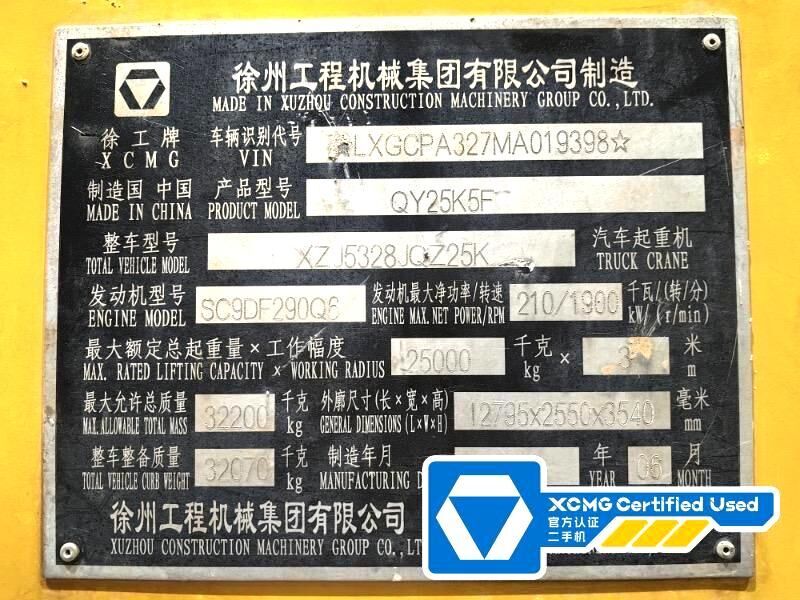 徐州工程机械集团有限公司制造
MADE IN XUZHOU CONSTRUCTION MACHINERY GROUP CO.,LTD.
徐工牌 车辆识别代号 LXGCPA327MA019398☆
XCMG VIN
制造国 中国 产品型号 QY25K5F
MADE IN CHINA PRODUCT MODEL
整车型号 XZJ5328JQZ25K 汽车起重机
TOTAL VEHICLE MODEL TRUCK CRANE
发动机型号 SC9DF290Q6 发动机最大净功率/转速 210/1900 千瓦/(转/分)
ENGINE MODEL ENGINE MAX.NET POWER/RPM kW/(r/min)
最大额定总起重量×工作幅度 25000 千克 × 3 米
MAX. RATED LIFTING CAPACITY × WORKING RADIUS kg m
最大允许总质量 32200 千克 外廓尺寸(长×宽×高) 12795x2550x3540 毫米
MAX. ALLOWABLE TOTAL MASS kg GENERAL DIMENSIONS (L×W×H) mm
整车整备质量 32070 千克 制造年月 年 06 月
TOTAL VEHICLE CURB WEIGHT kg MANUFACTURING YEAR MONTH
徐州工程机械集团有限公司
XUZHOU CONSTRUCTION MACHINERY GROUP CO.,LTD
XCMG Certified Used
官方认证
二手机